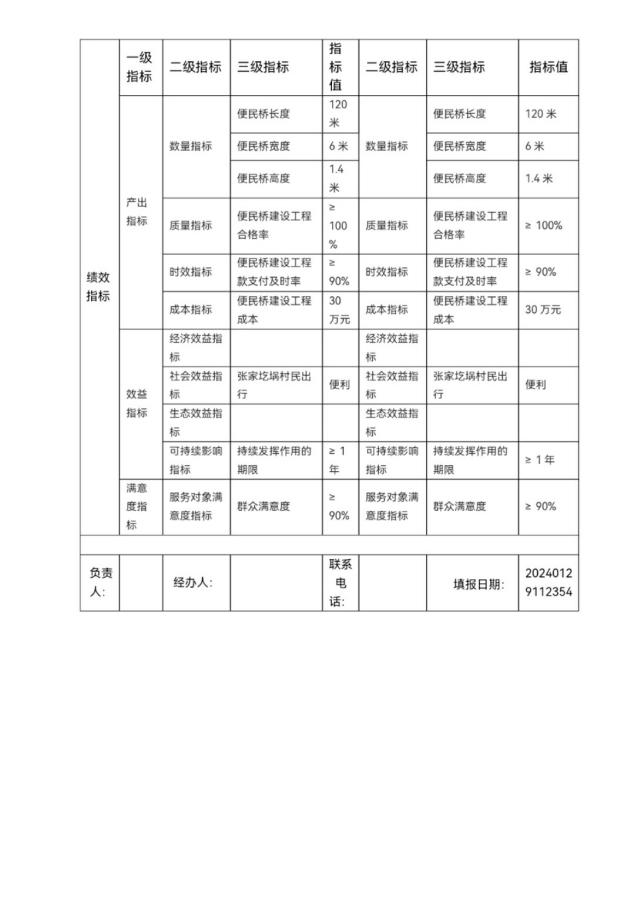 绩效
指标
一级
指标
二级指标
三级指标
指
标
值
二级指标
三级指标
指标值
产出
指标
数量指标
便民桥长度
120
米
数量指标
便民桥长度
120 米
便民桥宽度
6 米
便民桥宽度
6 米
便民桥高度
1.4
米
便民桥高度
1.4 米
质量指标
便民桥建设工程
合格率
≥
100
%
质量指标
便民桥建设工程
合格率
≥ 100%
时效指标
便民桥建设工程
款支付及时率
≥
90%
时效指标
便民桥建设工程
款支付及时率
≥ 90%
成本指标
便民桥建设工程
成本
30
万元
成本指标
便民桥建设工程
成本
30 万元
效益
指标
经济效益指
标
经济效益指
标
社会效益指
标
张家圪埚村民出
行
便利
社会效益指
标
张家圪埚村民出
行
便利
生态效益指
标
生态效益指
标
可持续影响
指标
持续发挥作用的
期限
≥ 1
年
可持续影响
指标
持续发挥作用的
期限
≥ 1 年
满意
度指
标
服务对象满
意度指标
群众满意度
≥
90%
服务对象满
意度指标
群众满意度
≥ 90%
负责
人：
经办人：
联系
电
话：
填报日期：
2024012
9112354